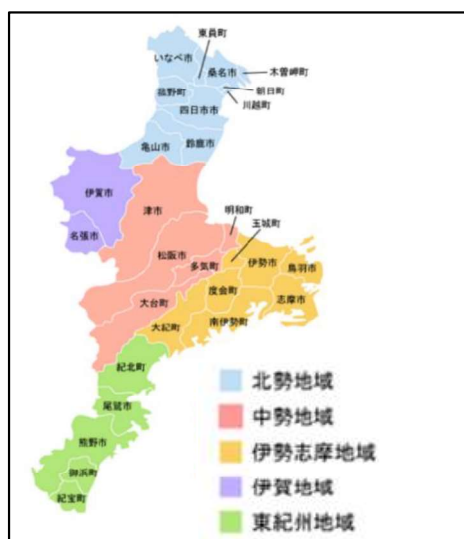 東員町
いなべ市
桑名市
木曽岬町
菰野町
朝日町
川越町
四日市市
亀山市
鈴鹿市
伊賀市
津市
名張市
明和町
玉城町
松阪市
多気町
伊勢市
鳥羽市
度会町
志摩市
大台町
大紀町
南伊勢町
紀北町
尾鷲市
熊野市
御浜町
紀宝町
北勢地域
中勢地域
伊勢志摩地域
伊賀地域
東紀州地域